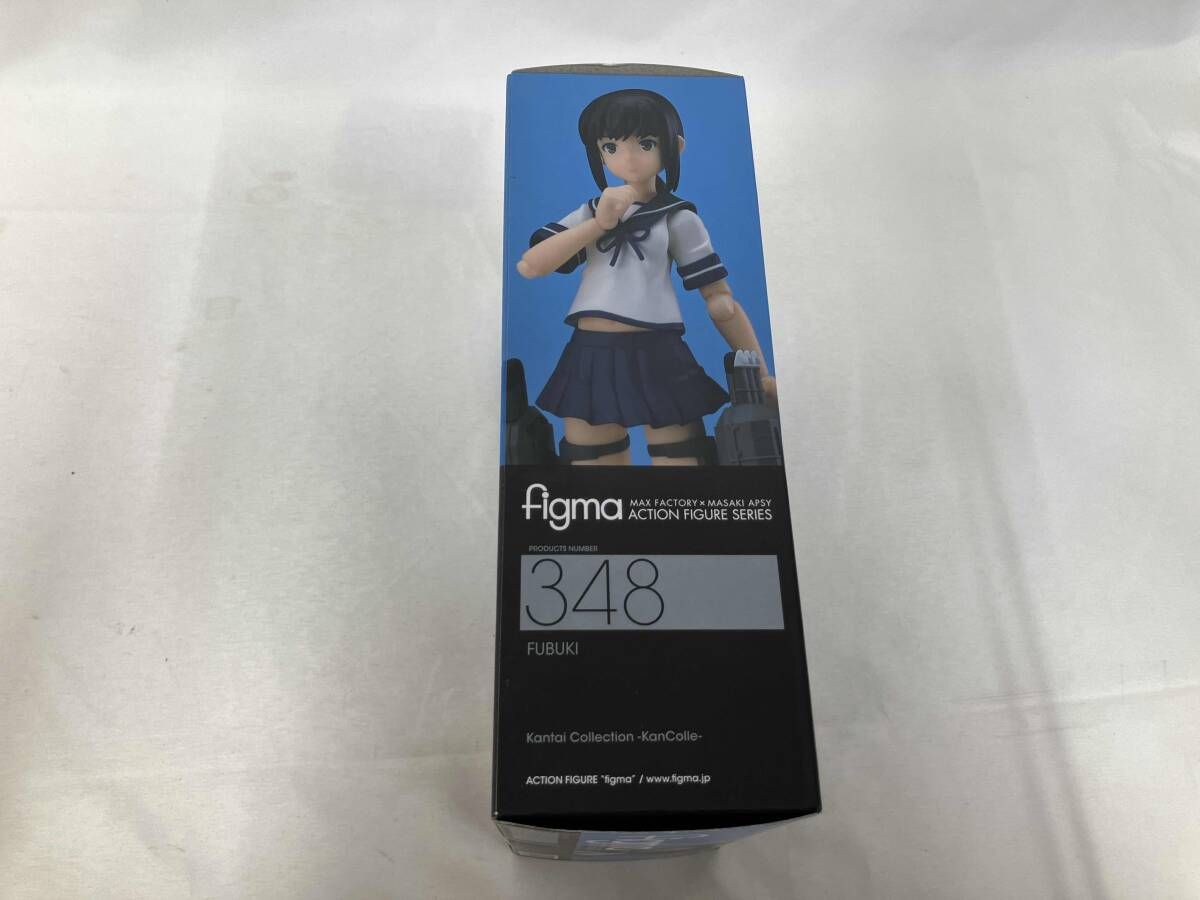 figma MAX FACTORY × MASAKI APSY
ACTION FIGURE SERIES
PRODUCTS NUMBER
348
FUBUKI
Kantai Collection -KanColle-
ACTION FIGURE "figma" / www.figma.jp